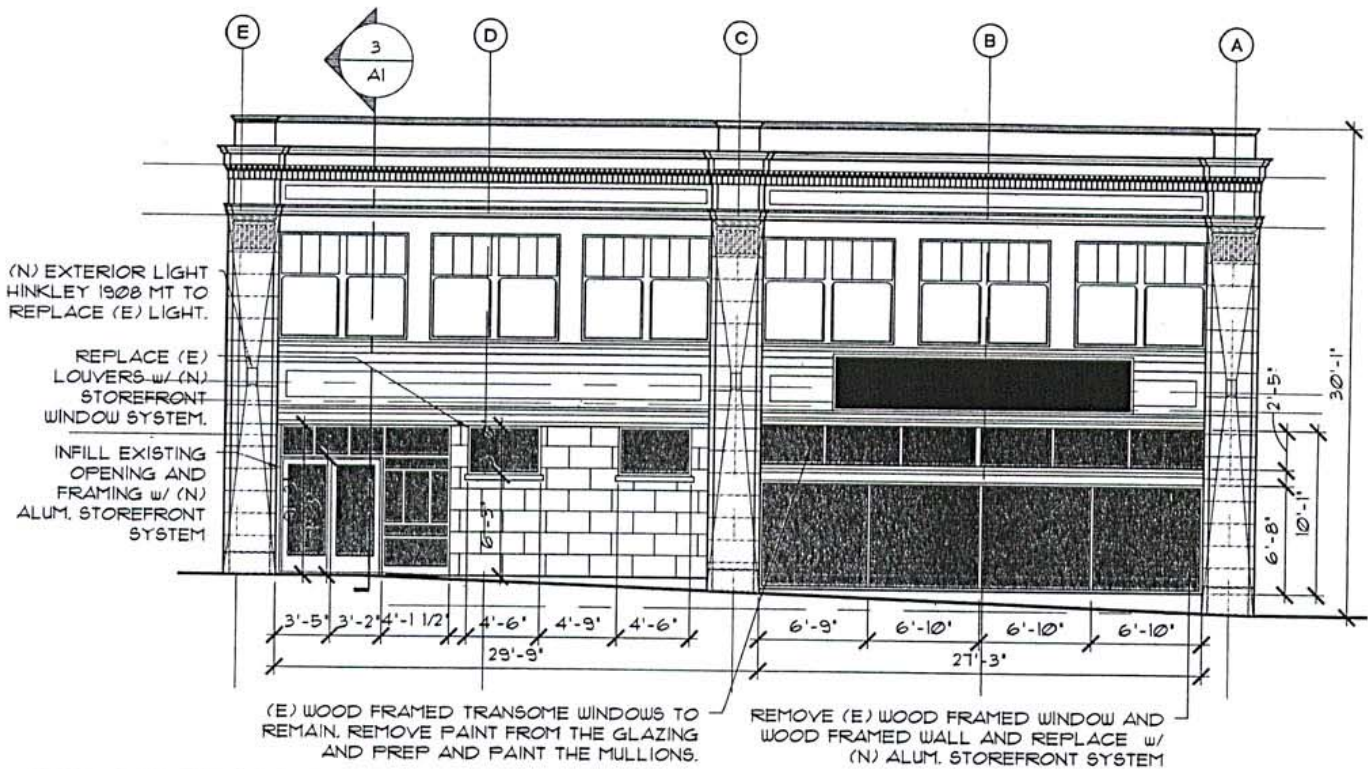 E
3
A1
D
C
B
A
(N) EXTERIOR LIGHT
HINKLEY 1908 MT TO
REPLACE (E) LIGHT.
REPLACE (E)
LOUVERS w/ (N)
STOREFRONT
WINDOW SYSTEM.
INFILL EXISTING
OPENING AND
FRAMING w/ (N)
ALUM. STOREFRONT
SYSTEM
6'-5"
2'-5"
30'-1"
6'-8"
10'-1"
3'-5" 3'-2" 4'-1 1/2" 4'-6" 4'-9" 4'-6" 6'-9" 6'-10" 6'-10" 6'-10"
29'-9" 27'-3"
(E) WOOD FRAMED TRANSOME WINDOWS TO
REMAIN. REMOVE PAINT FROM THE GLAZING
AND PREP AND PAINT THE MULLIONS.
REMOVE (E) WOOD FRAMED WINDOW AND
WOOD FRAMED WALL AND REPLACE w/
(N) ALUM. STOREFRONT SYSTEM